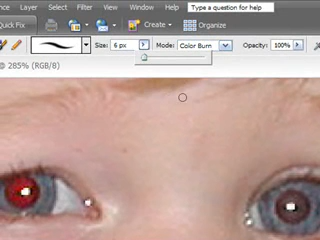 nce Layer Select Filter View Window Help Type a question for help
Quick Fix Create Organize
Size: 6 px Mode: Color Burn Opacity: 100%
@ 285% (RGB/8)